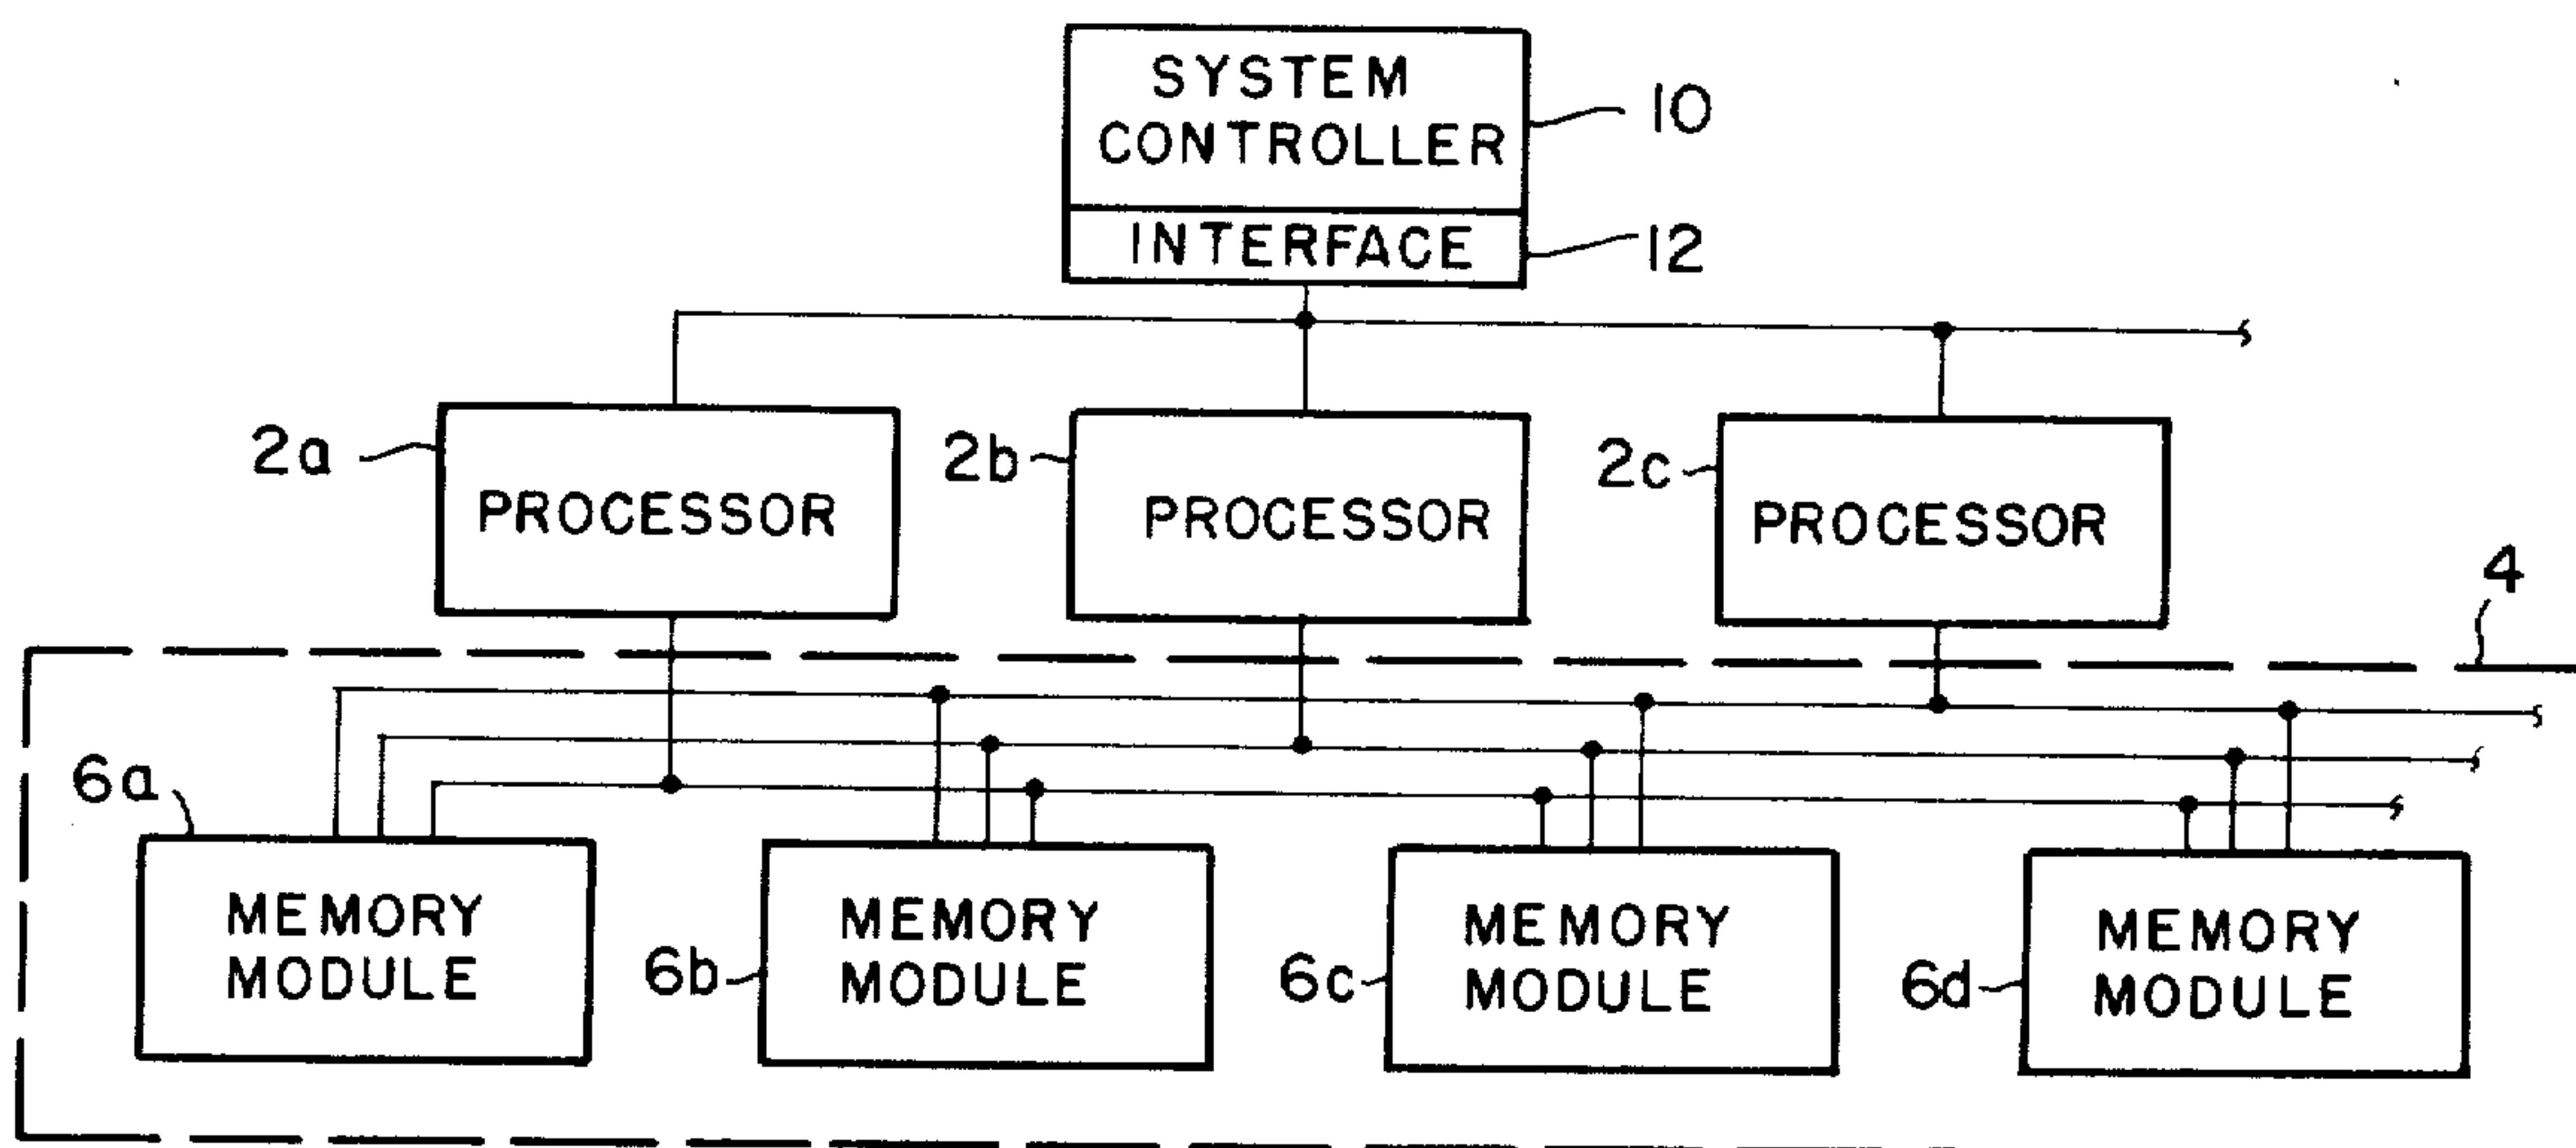 SYSTEM
CONTROLLER
10
INTERFACE
12
2a
PROCESSOR
2b
PROCESSOR
2c
PROCESSOR
4
6a
MEMORY
MODULE
6b
MEMORY
MODULE
6c
MEMORY
MODULE
6d
MEMORY
MODULE